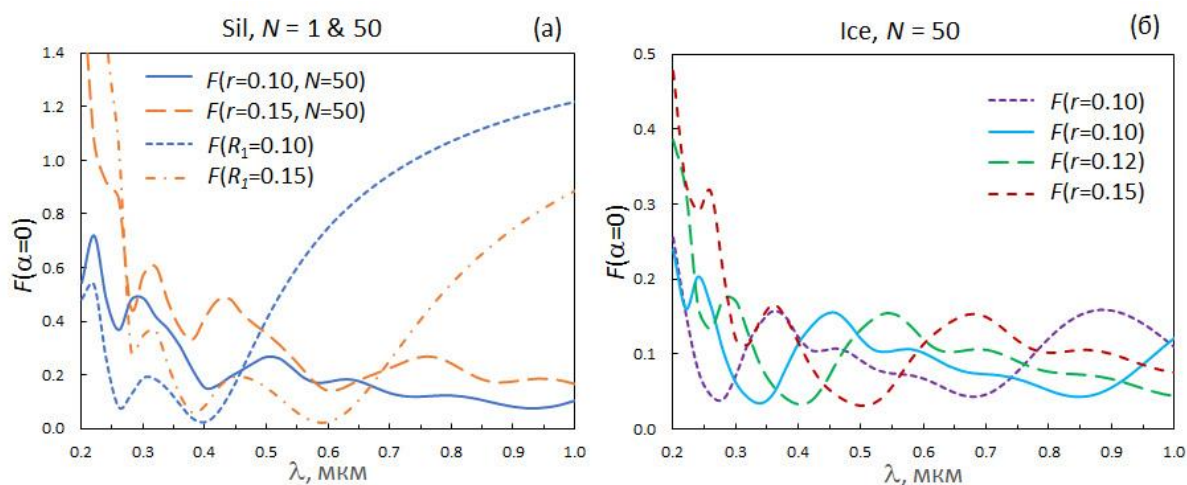 Sil, N = 1 & 50
(a)
F(α=0)
1.4
1.2
1.0
0.8
0.6
0.4
0.2
0.0
F(r=0.10, N=50)
F(r=0.15, N=50)
F(R₁=0.10)
F(R₁=0.15)
0.2 0.3 0.4 0.5 0.6 0.7 0.8 0.9 1.0
λ, мкм
Ice, N = 50
(б)
F(α=0)
0.5
0.4
0.3
0.2
0.1
0.0
F(r=0.10)
F(r=0.10)
F(r=0.12)
F(r=0.15)
0.2 0.3 0.4 0.5 0.6 0.7 0.8 0.9 1.0
λ, мкм